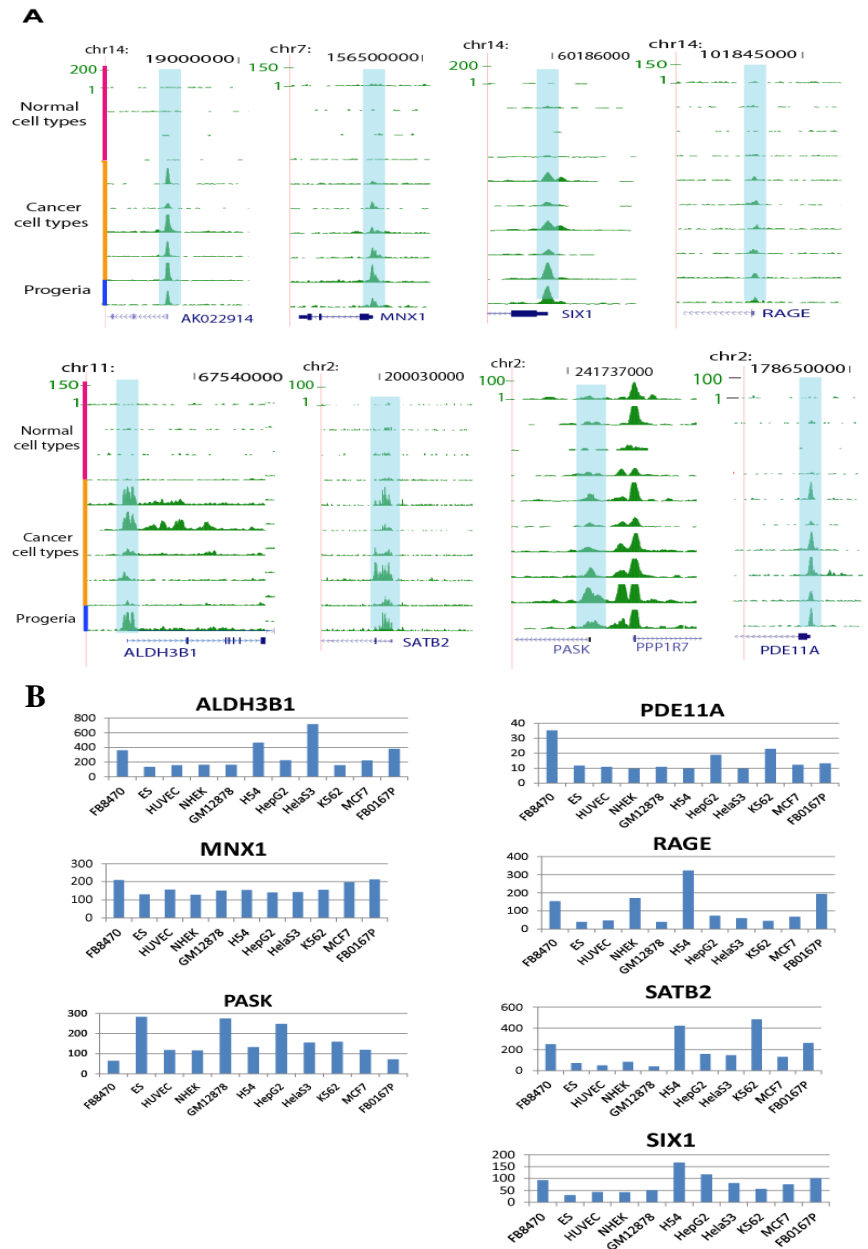 A
chr14: 19000000 chr7: 156500000 chr14: 60186000 chr14: 101845000
200 150 200 150
1 1 1 1
Normal
cell types
Cancer
cell types
Progeria
AK022914 MNX1 SIX1 RAGE
chr11: 67540000 chr2: 200030000 chr2: 241737000 chr2: 178650000
150 100 100 100
1 1 1 1
Normal
cell types
Cancer
cell types
Progeria
ALDH3B1 SATB2 PASK PPP1R7 PDE11A
B
ALDH3B1
800
600
400
200
0
FB8470 ES HUVEC NHEK GM12878 H54 HepG2 HelaS3 K562 MCF7 FB0167P
PDE11A
40
30
20
10
0
FB8470 ES HUVEC NHEK GM12878 H54 HepG2 HelaS3 K562 MCF7 FB0167P
MNX1
300
200
100
0
FB8470 ES HUVEC NHEK GM12878 H54 HepG2 HelaS3 K562 MCF7 FB0167P
RAGE
400
300
200
100
0
FB8470 ES HUVEC NHEK GM12878 H54 HepG2 HelaS3 K562 MCF7 FB0167P
PASK
300
200
100
0
FB8470 ES HUVEC NHEK GM12878 H54 HepG2 HelaS3 K562 MCF7 FB0167P
SATB2
600
400
200
0
FB8470 ES HUVEC NHEK GM12878 H54 HepG2 HelaS3 K562 MCF7 FB0167P
SIX1
200
150
100
50
0
FB8470 ES HUVEC NHEK GM12878 H54 HepG2 HelaS3 K562 MCF7 FB0167P